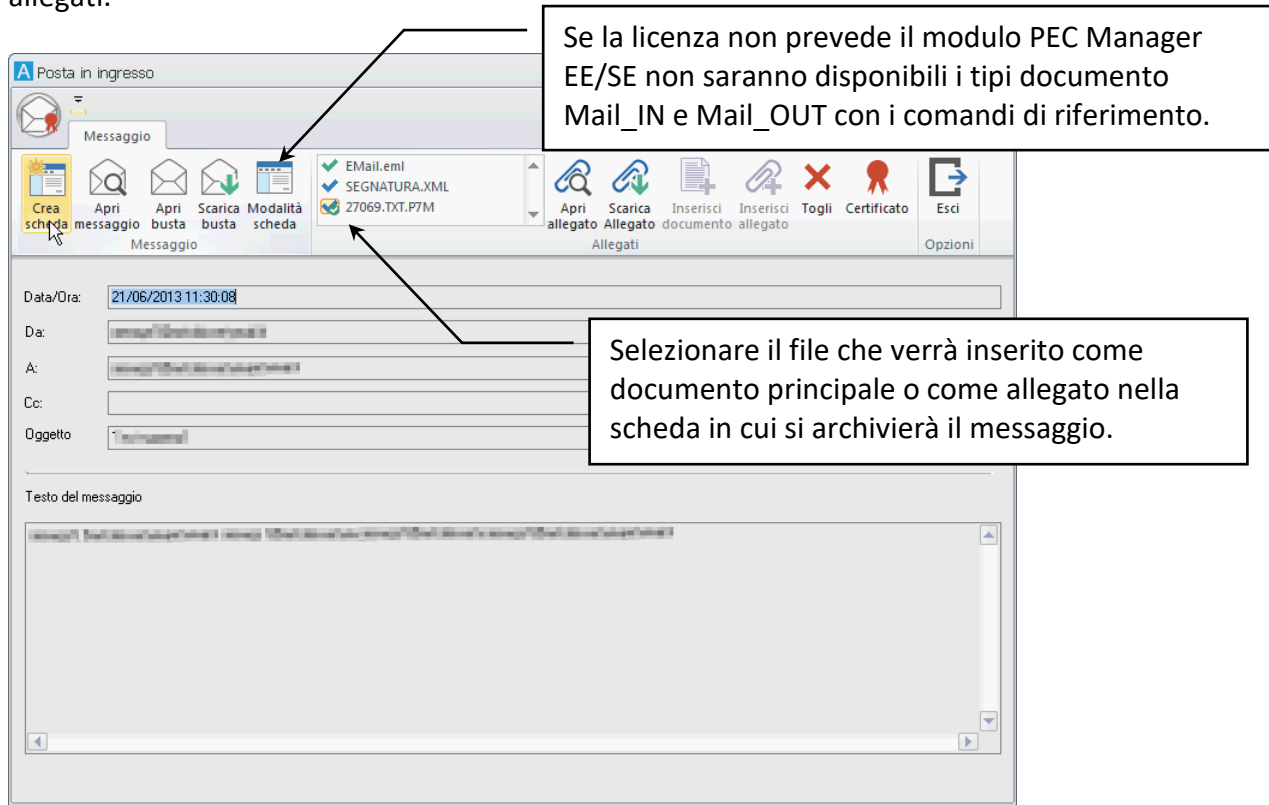 allegati.
Se la licenza non prevede il modulo PEC Manager
EE/SE non saranno disponibili i tipi documento
Mail_IN e Mail_OUT con i comandi di riferimento.
Posta in ingresso
Messaggio
Crea scheda
Apri messaggio
Apri busta
Scarica busta
Modalità scheda
Messaggio
EMail.eml
SEGNATURA.XML
27069.TXT.P7M
Apri allegato
Scarica Allegato
Inserisci documento
Inserisci allegato
Togli
Certificato
Allegati
Esci
Opzioni
Data/Ora: 21/06/2013 11:30:08
Da:
A:
Cc:
Oggetto
Selezionare il file che verrà inserito come
documento principale o come allegato nella
scheda in cui si archivierà il messaggio.
Testo del messaggio